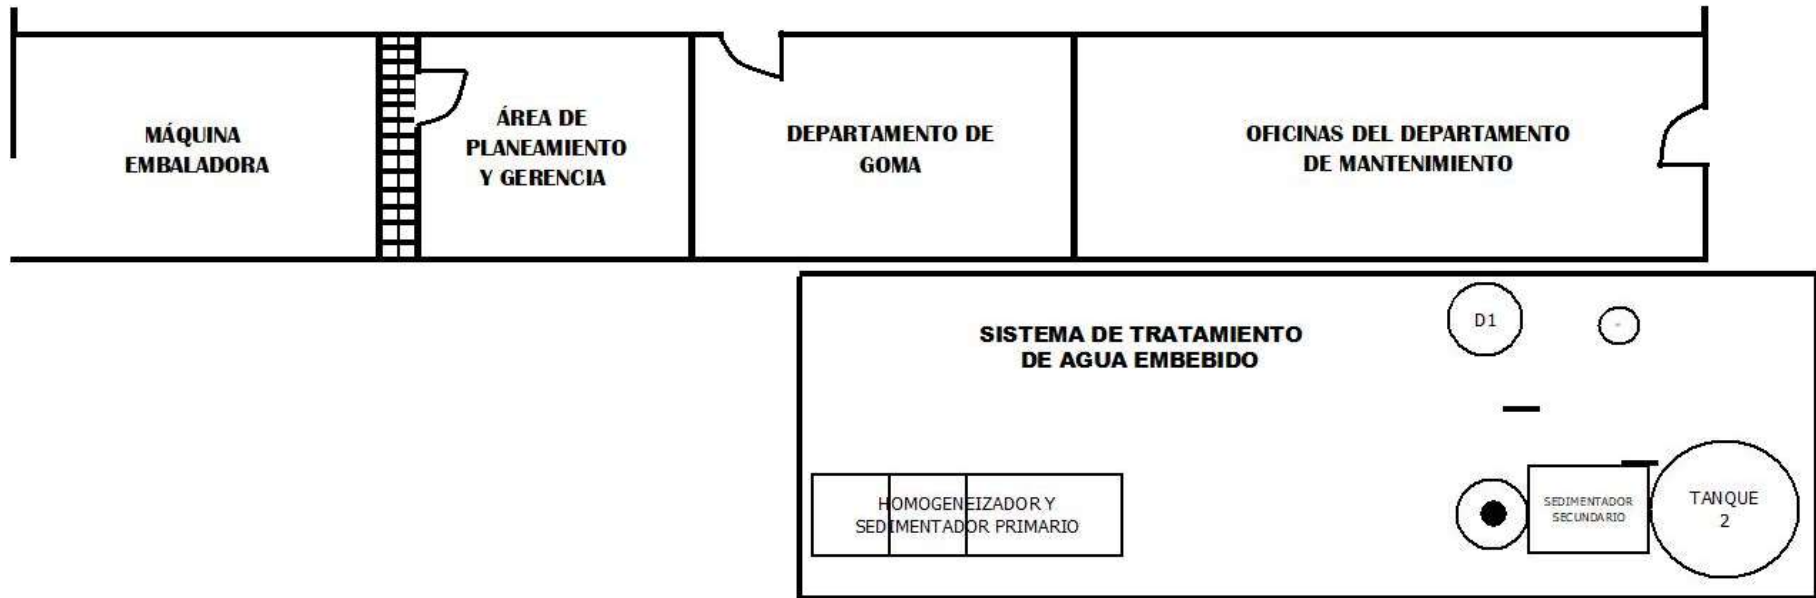 MÁQUINA
EMBALADORA
ÁREA DE
PLANEAMIENTO
Y GERENCIA
DEPARTAMENTO DE
GOMA
OFICINAS DEL DEPARTAMENTO
DE MANTENIMIENTO
SISTEMA DE TRATAMIENTO
DE AGUA EMBEBIDO
D1
HOMOGENEIZADOR Y
SEDIMENTADOR PRIMARIO
SEDIMENTADOR
SECUNDARIO
TANQUE
2